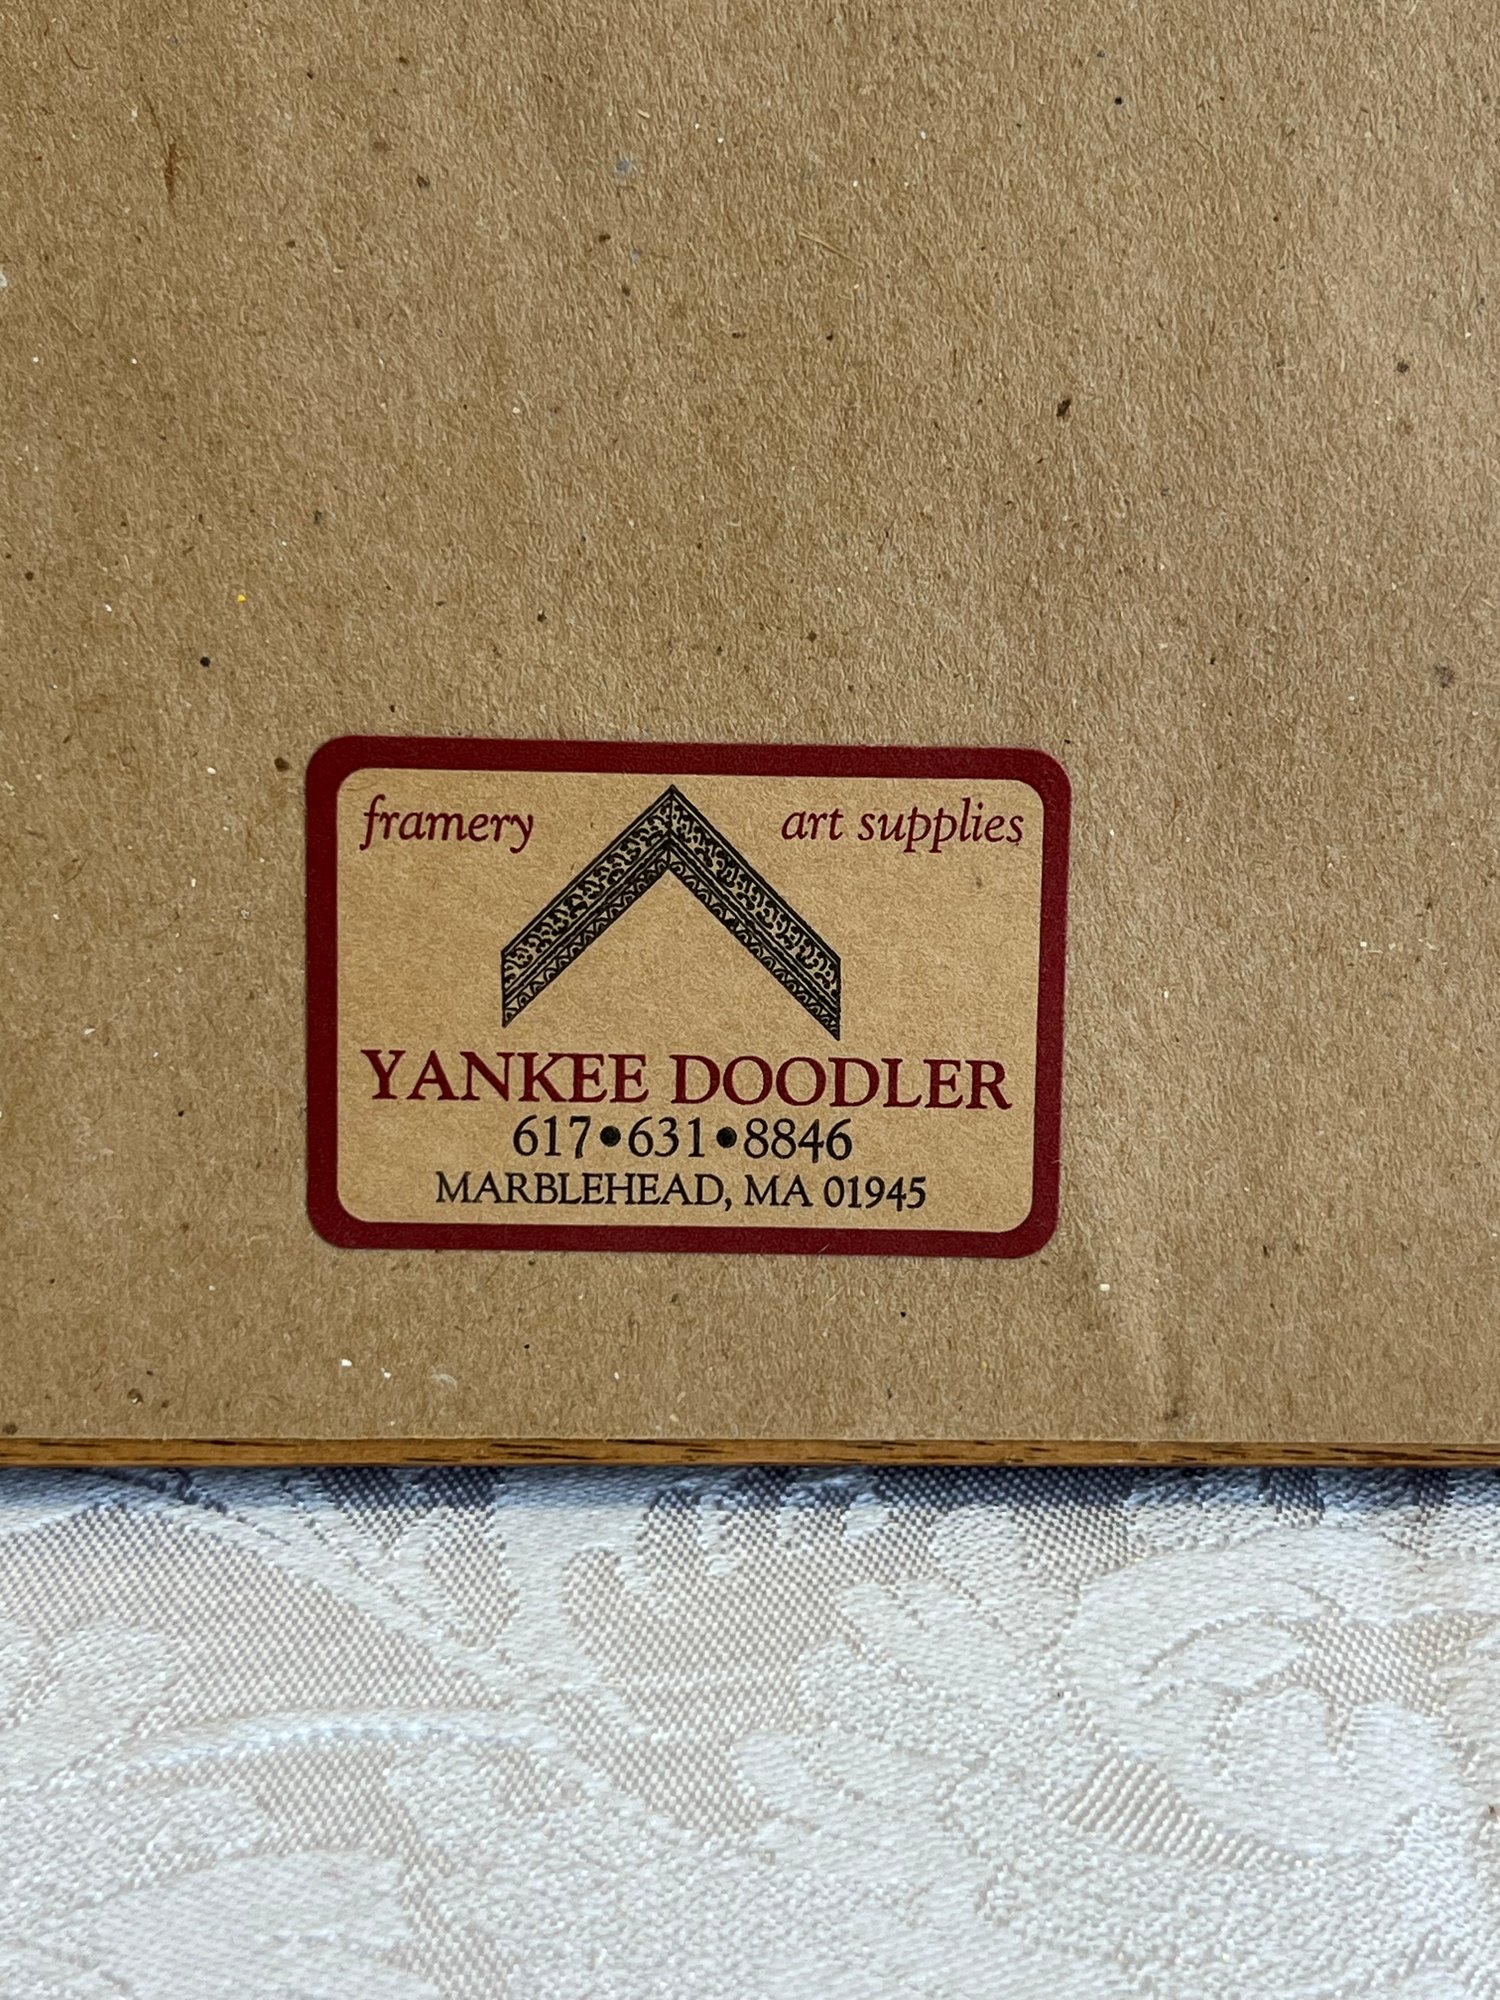 framery art supplies
YANKEE DOODLER
617•631•8846
MARBLEHEAD, MA 01945